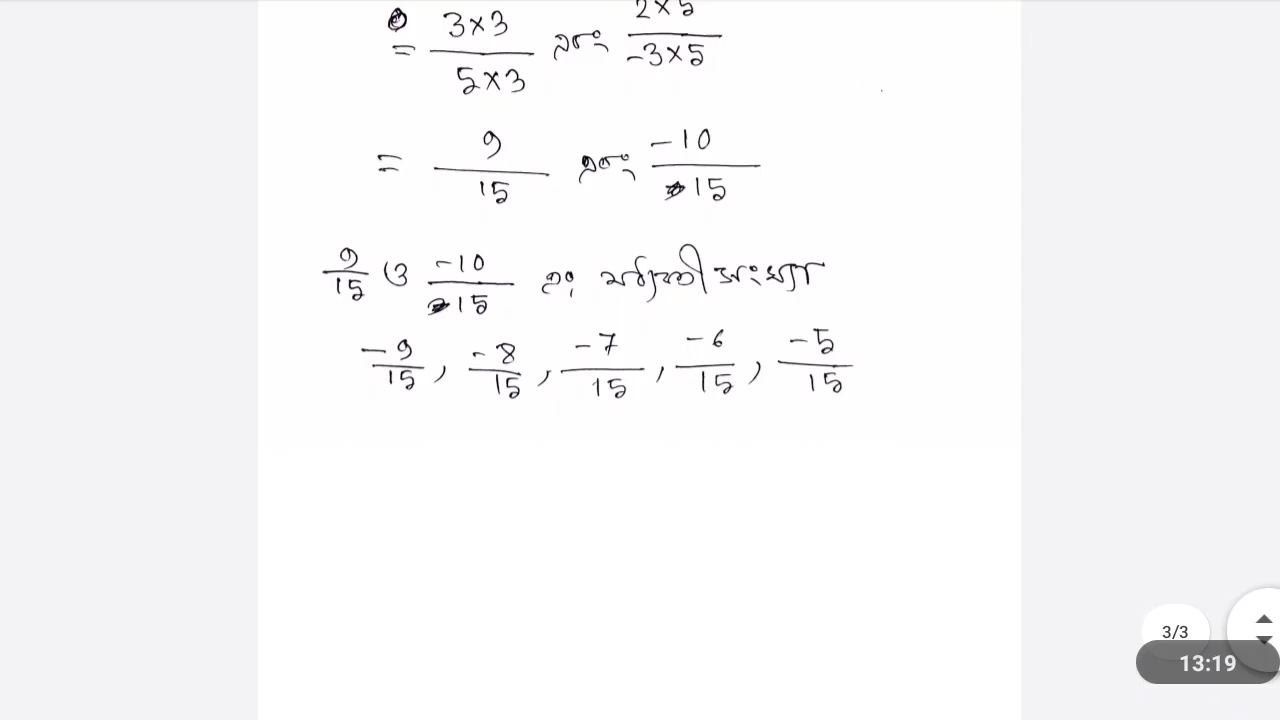 = 3×3/5×3 এবং 2×5/-3×5
= 9/15 এবং -10/15
9/15 ও -10/15 এর মধ্যবর্তী সংখ্যা
-9/15, -8/15, -7/15, -6/15, -5/15
3/3
13:19